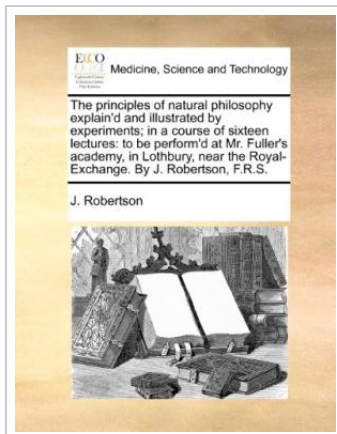 ECCO
Medicine, Science and Technology
The principles of natural philosophy
explain'd and illustrated by
experiments; in a course of sixteen
lectures: to be perform'd at Mr. Fuller's
academy, in Lothbury, near the Royal-
Exchange. By J. Robertson, F.R.S.
J. Robertson